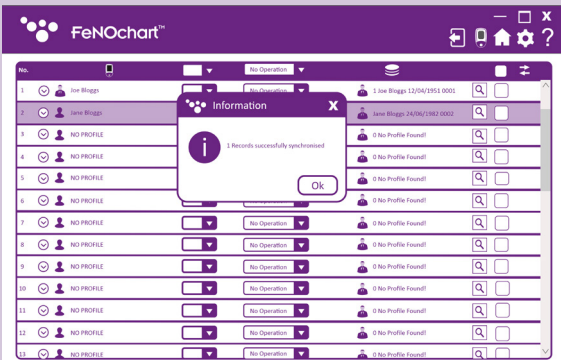 FeNOchart™
X
?
No. No Operation
1 Joe Bloggs 1 Joe Bloggs 12/04/1951 0001
2 Jane Bloggs Jane Bloggs 24/06/1982 0002
Information X
i 1 Records successfully synchronised
Ok
3 NO PROFILE 0 No Profile Found!
4 NO PROFILE 0 No Profile Found!
5 NO PROFILE 0 No Profile Found!
6 NO PROFILE No Operation 0 No Profile Found!
7 NO PROFILE No Operation 0 No Profile Found!
8 NO PROFILE No Operation 0 No Profile Found!
9 NO PROFILE No Operation 0 No Profile Found!
10 NO PROFILE No Operation 0 No Profile Found!
11 NO PROFILE No Operation 0 No Profile Found!
12 NO PROFILE No Operation 0 No Profile Found!
13 NO PROFILE No Operation 0 No Profile Found!